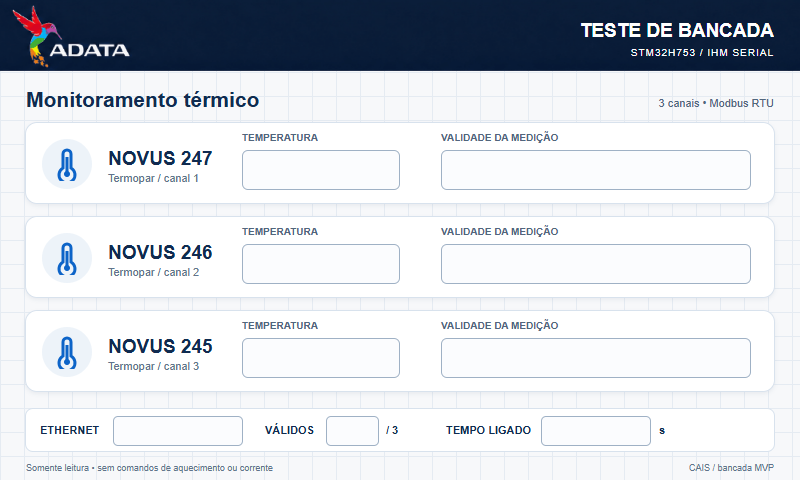 ADATA
TESTE DE BANCADA
STM32H753 / IHM SERIAL
Monitoramento térmico
3 canais • Modbus RTU
NOVUS 247
Termopar / canal 1
TEMPERATURA
VALIDADE DA MEDIÇÃO
NOVUS 246
Termopar / canal 2
TEMPERATURA
VALIDADE DA MEDIÇÃO
NOVUS 245
Termopar / canal 3
TEMPERATURA
VALIDADE DA MEDIÇÃO
ETHERNET
VÁLIDOS
/ 3
TEMPO LIGADO
s
Somente leitura • sem comandos de aquecimento ou corrente
CAIS / bancada MVP